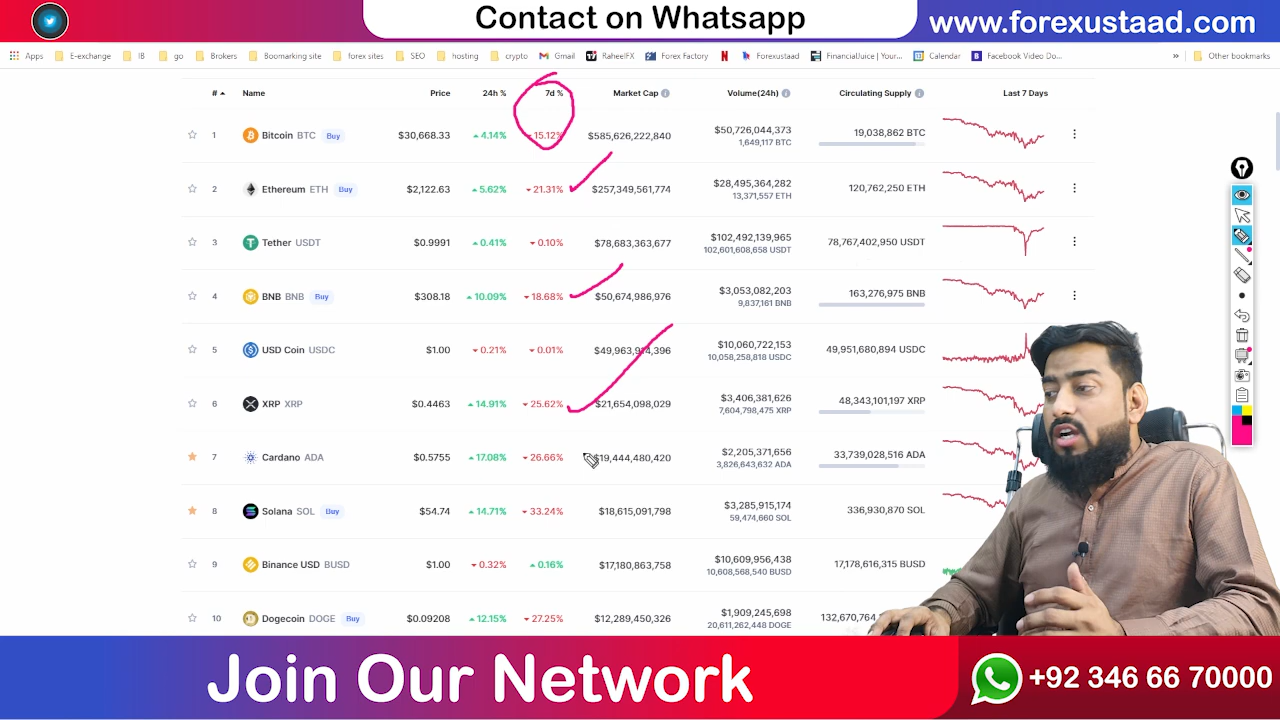 Contact on Whatsapp
www.forexustaad.com
Apps E-exchange IB go Brokers Boomarking site forex sites SEO hosting crypto Gmail RaheelFX Forex Factory Forexustaad FinancialJuice | Your... Calendar Facebook Video Do... » Other bookmarks
# Name Price 24h % 7d % Market Cap Volume(24h) Circulating Supply Last 7 Days
1 Bitcoin BTC Buy $30,668.33 4.14% 15.12% $585,626,222,840 $50,726,044,373 19,038,862 BTC
1,649,117 BTC
2 Ethereum ETH Buy $2,122.63 5.62% 21.31% $257,349,561,774 $28,495,364,282 120,762,250 ETH
13,371,557 ETH
3 Tether USDT $0.9991 0.41% 0.10% $78,683,363,677 $102,492,139,965 78,767,402,950 USDT
102,601,608,658 USDT
4 BNB BNB Buy $308.18 10.09% 18.68% $50,674,986,976 $3,053,082,203 163,276,975 BNB
9,837,161 BNB
5 USD Coin USDC $1.00 0.21% 0.01% $49,963,914,396 $10,060,722,153 49,951,680,894 USDC
10,058,258,818 USDC
6 XRP XRP $0.4463 14.91% 25.62% $21,654,098,029 $3,406,381,626 48,343,101,197 XRP
7,604,798,475 XRP
7 Cardano ADA $0.5755 17.08% 26.66% $19,444,480,420 $2,205,371,656 33,739,028,516 ADA
3,826,643,632 ADA
8 Solana SOL Buy $54.74 14.71% 33.24% $18,615,091,798 $3,285,915,174 336,930,870 SOL
59,474,660 SOL
9 Binance USD BUSD $1.00 0.32% 0.16% $17,180,863,758 $10,609,956,438 17,178,616,315 BUSD
10,608,568,540 BUSD
10 Dogecoin DOGE Buy $0.09208 12.15% 27.25% $12,289,450,326 $1,909,245,698
20,611,262,448 DOGE
Join Our Network
+92 346 66 70000